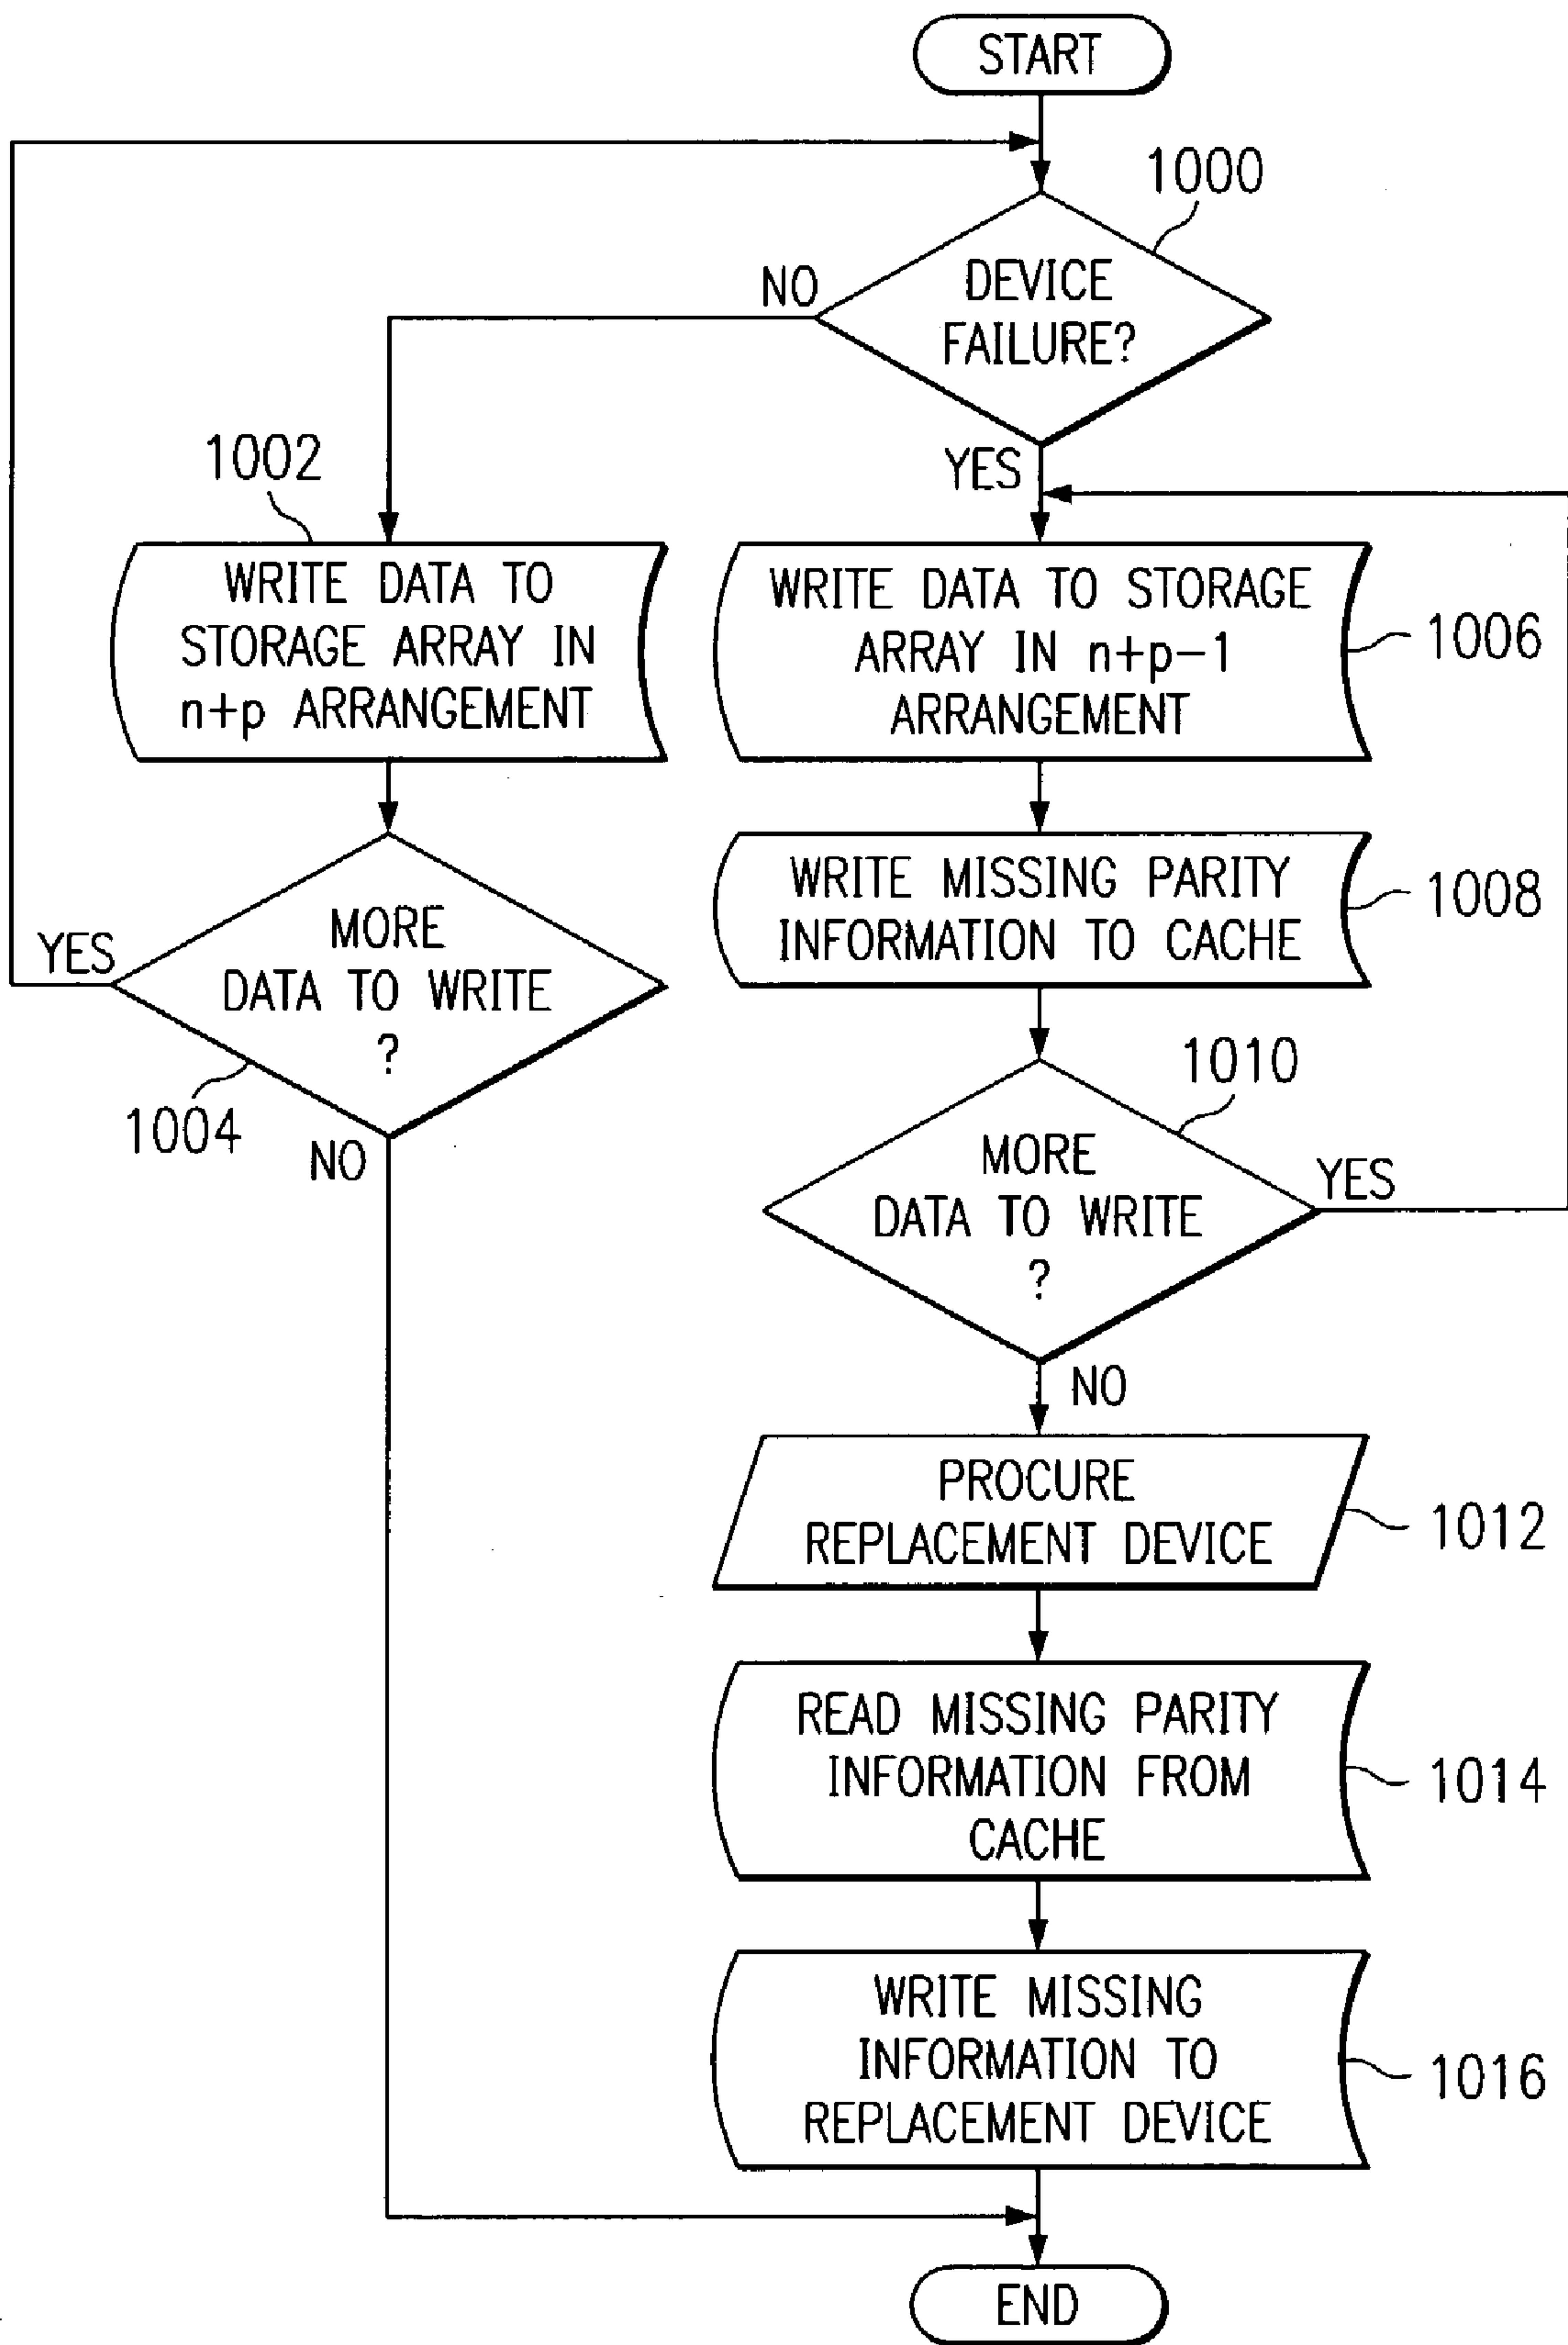 START
1000
DEVICE
FAILURE?
NO
YES
1002
WRITE DATA TO
STORAGE ARRAY IN
n+p ARRANGEMENT
WRITE DATA TO STORAGE
ARRAY IN n+p-1
ARRANGEMENT
1006
WRITE MISSING PARITY
INFORMATION TO CACHE
1008
MORE
DATA TO WRITE
?
YES
1004
NO
1010
MORE
DATA TO WRITE
?
YES
NO
PROCURE
REPLACEMENT DEVICE
1012
READ MISSING PARITY
INFORMATION FROM
CACHE
1014
WRITE MISSING
INFORMATION TO
REPLACEMENT DEVICE
1016
END